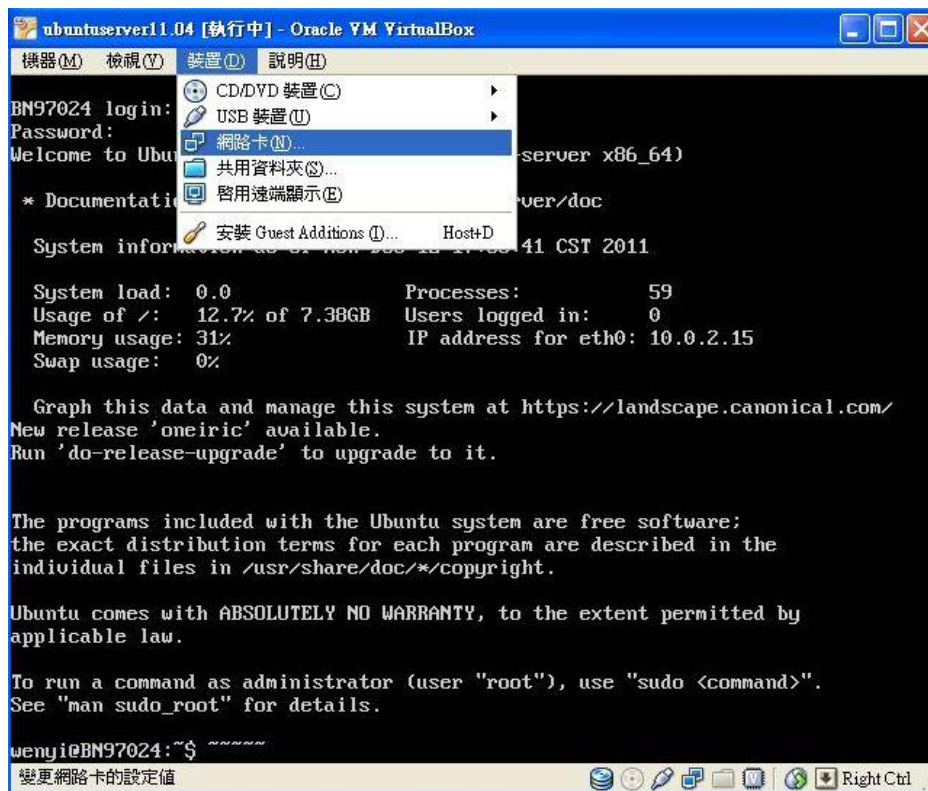 ubuntuserver11.04 [執行中] - Oracle VM VirtualBox
機器(M) 檢視(V) 裝置(D) 說明(H)
CD/DVD 裝置(C)
USB 裝置(U)
網路卡(N)...
共用資料夾(S)...
啓用遠端顯示(E)
安裝 Guest Additions (I)... Host+D
BN97024 login:
Password:
Welcome to Ubu -server x86_64)
* Documentati ver/doc
System infor 41 CST 2011
System load: 0.0 Processes: 59
Usage of /: 12.7% of 7.38GB Users logged in: 0
Memory usage: 31% IP address for eth0: 10.0.2.15
Swap usage: 0%
Graph this data and manage this system at https://landscape.canonical.com/
New release 'oneiric' available.
Run 'do-release-upgrade' to upgrade to it.
The programs included with the Ubuntu system are free software;
the exact distribution terms for each program are described in the
individual files in /usr/share/doc/*/copyright.
Ubuntu comes with ABSOLUTELY NO WARRANTY, to the extent permitted by
applicable law.
To run a command as administrator (user "root"), use "sudo <command>".
See "man sudo_root" for details.
wenyi@BN97024:~$ ~~~~~
變更網路卡的設定值
Right Ctrl